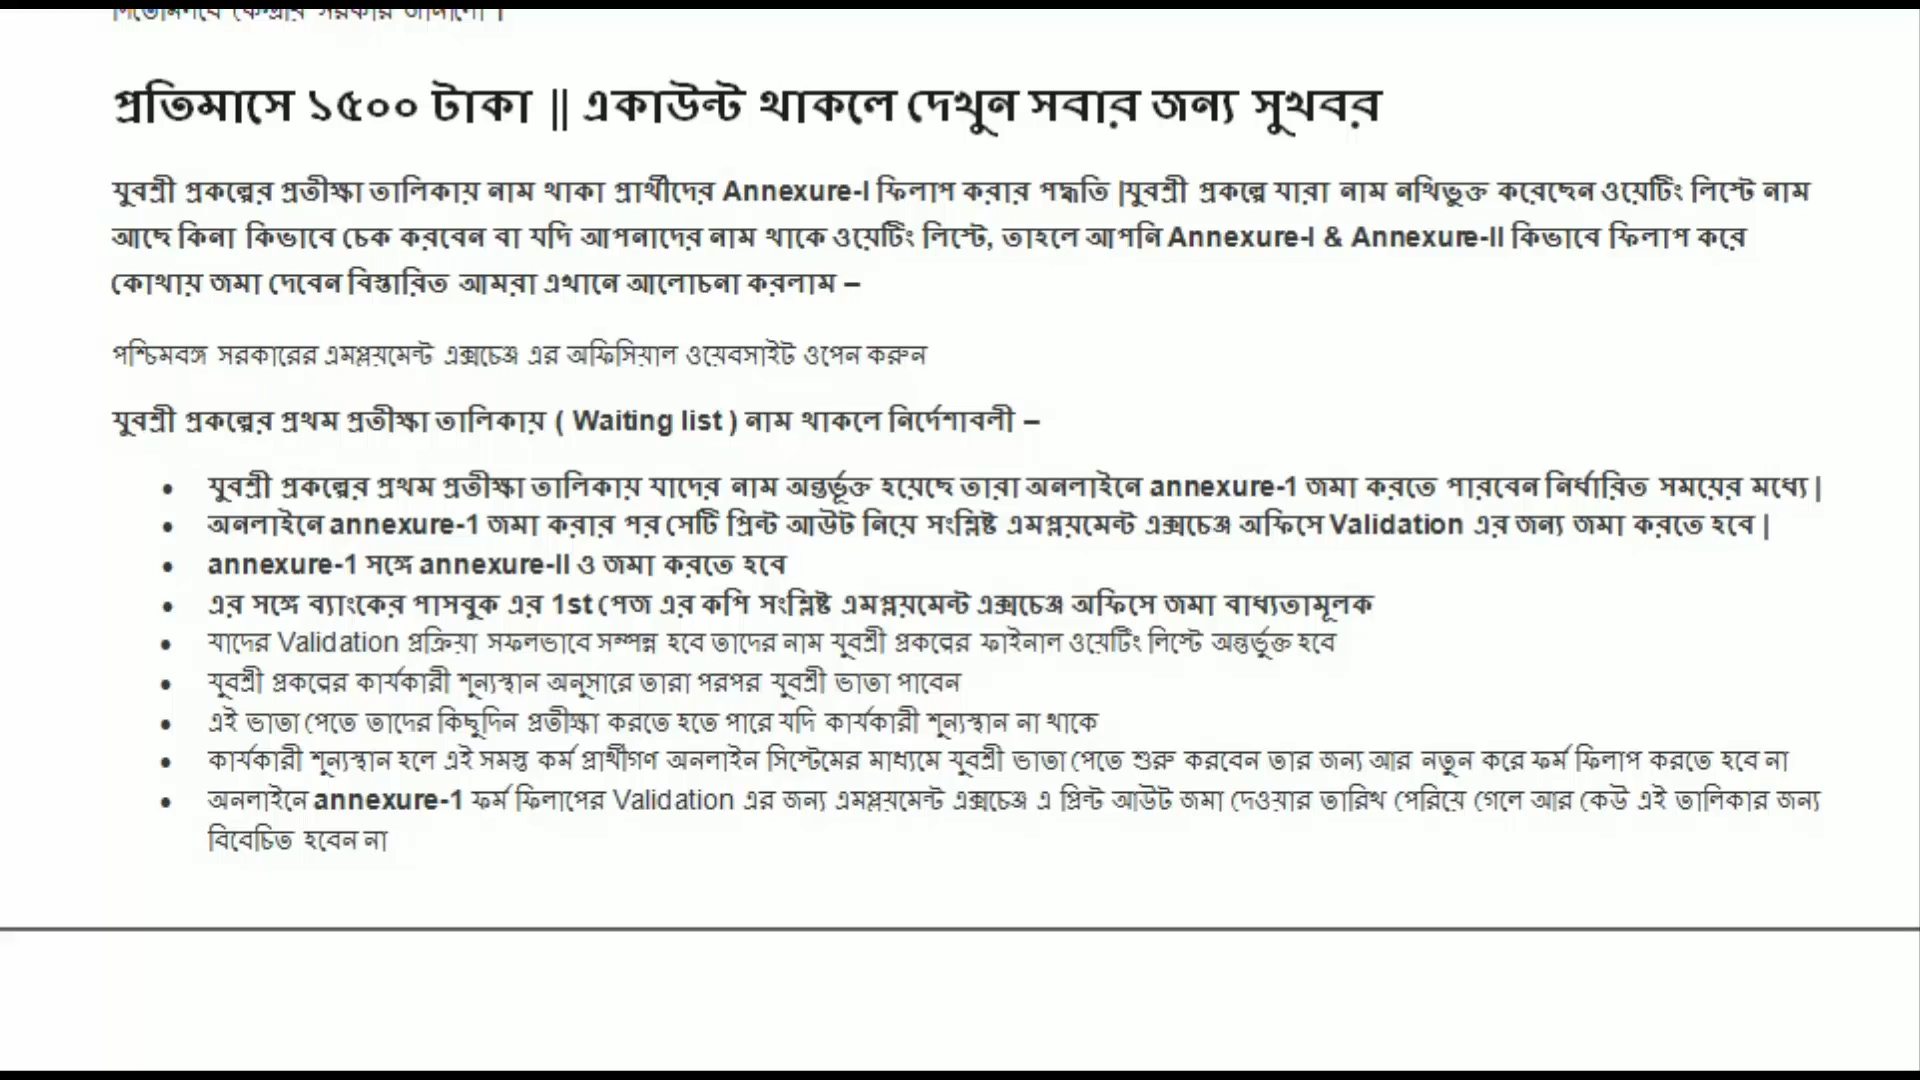 প্রতিমাসে ১৫০০ টাকা || একাউন্ট থাকলে দেখুন সবার জন্য সুখবর
যুবশ্রী প্রকল্পের প্রতীক্ষা তালিকায় নাম থাকা প্রার্থীদের Annexure-I ফিলাপ করার পদ্ধতি |যুবশ্রী প্রকল্পে যারা নাম নথিভুক্ত করেছেন ওয়েটিং লিস্টে নাম
আছে কিনা কিভাবে চেক করবেন বা যদি আপনাদের নাম থাকে ওয়েটিং লিস্টে, তাহলে আপনি Annexure-I & Annexure-II কিভাবে ফিলাপ করে
কোথায় জমা দেবেন বিস্তারিত আমরা এখানে আলোচনা করলাম –
পশ্চিমবঙ্গ সরকারের এমপ্লয়মেন্ট এক্সচেঞ্জ এর অফিসিয়াল ওয়েবসাইট ওপেন করুন
যুবশ্রী প্রকল্পের প্রথম প্রতীক্ষা তালিকায় ( Waiting list ) নাম থাকলে নির্দেশাবলী –
• যুবশ্রী প্রকল্পের প্রথম প্রতীক্ষা তালিকায় যাদের নাম অন্তর্ভূক্ত হয়েছে তারা অনলাইনে annexure-1 জমা করতে পারবেন নির্ধারিত সময়ের মধ্যে |
• অনলাইনে annexure-1 জমা করার পর সেটি প্রিন্ট আউট নিয়ে সংশ্লিষ্ট এমপ্লয়মেন্ট এক্সচেঞ্জ অফিসে Validation এর জন্য জমা করতে হবে |
• annexure-1 সঙ্গে annexure-II ও জমা করতে হবে
• এর সঙ্গে ব্যাংকের পাসবুক এর 1st পেজ এর কপি সংশ্লিষ্ট এমপ্লয়মেন্ট এক্সচেঞ্জ অফিসে জমা বাধ্যতামূলক
• যাদের Validation প্রক্রিয়া সফলভাবে সম্পন্ন হবে তাদের নাম যুবশ্রী প্রকল্পের ফাইনাল ওয়েটিং লিস্টে অন্তর্ভুক্ত হবে
• যুবশ্রী প্রকল্পের কার্যকারী শূন্যস্থান অনুসারে তারা পরপর যুবশ্রী ভাতা পাবেন
• এই ভাতা পেতে তাদের কিছুদিন প্রতীক্ষা করতে হতে পারে যদি কার্যকারী শূন্যস্থান না থাকে
• কার্যকারী শূন্যস্থান হলে এই সমস্ত কর্ম প্রার্থীগণ অনলাইন সিস্টেমের মাধ্যমে যুবশ্রী ভাতা পেতে শুরু করবেন তার জন্য আর নতুন করে ফর্ম ফিলাপ করতে হবে না
• অনলাইনে annexure-1 ফর্ম ফিলাপের Validation এর জন্য এমপ্লয়মেন্ট এক্সচেঞ্জ এ প্রিন্ট আউট জমা দেওয়ার তারিখ পেরিয়ে গেলে আর কেউ এই তালিকার জন্য
বিবেচিত হবেন না